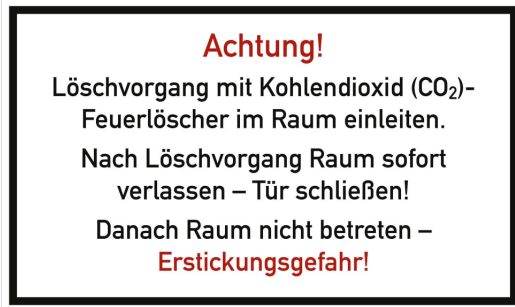 Achtung!
Löschvorgang mit Kohlendioxid (CO₂)-
Feuerlöscher im Raum einleiten.
Nach Löschvorgang Raum sofort
verlassen – Tür schließen!
Danach Raum nicht betreten –
Erstickungsgefahr!